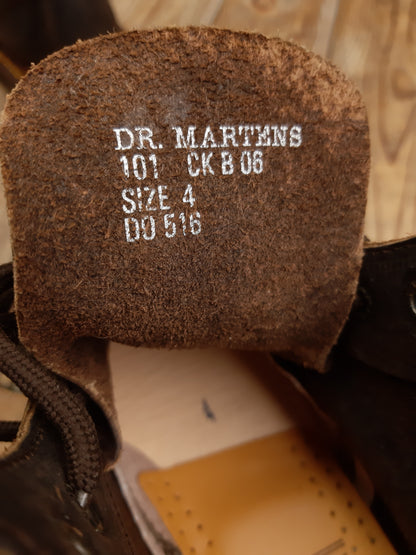 DR. MARTENS
101 CK B 06
SIZE 4
DO 516